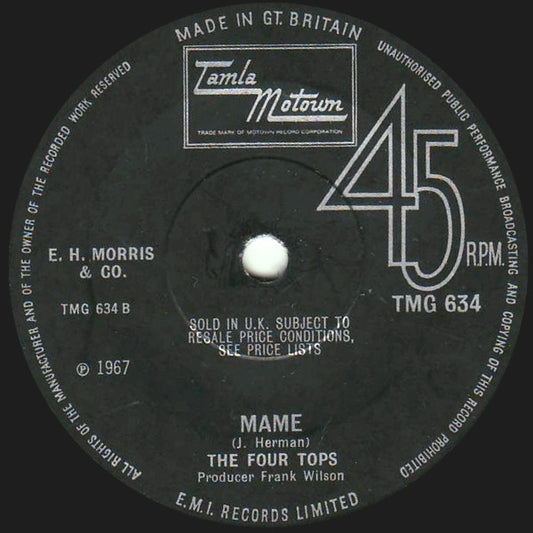 MADE IN GT. BRITAIN
UNAUTHORISED PUBLIC PERFORMANCE BROADCASTING AND COPYING OF THIS RECORD PROHIBITED
ALL RIGHTS OF THE MANUFACTURER AND OF THE OWNER OF THE RECORDED WORK RESERVED
Tamla
Motown
TRADE MARK OF MOTOWN RECORD CORPORATION
45
R.P.M.
TMG 634
E. H. MORRIS
& CO.
TMG 634 B
℗ 1967
SOLD IN U.K. SUBJECT TO
RESALE PRICE CONDITIONS,
SEE PRICE LISTS
MAME
(J. Herman)
THE FOUR TOPS
Producer Frank Wilson
E.M.I. RECORDS LIMITED